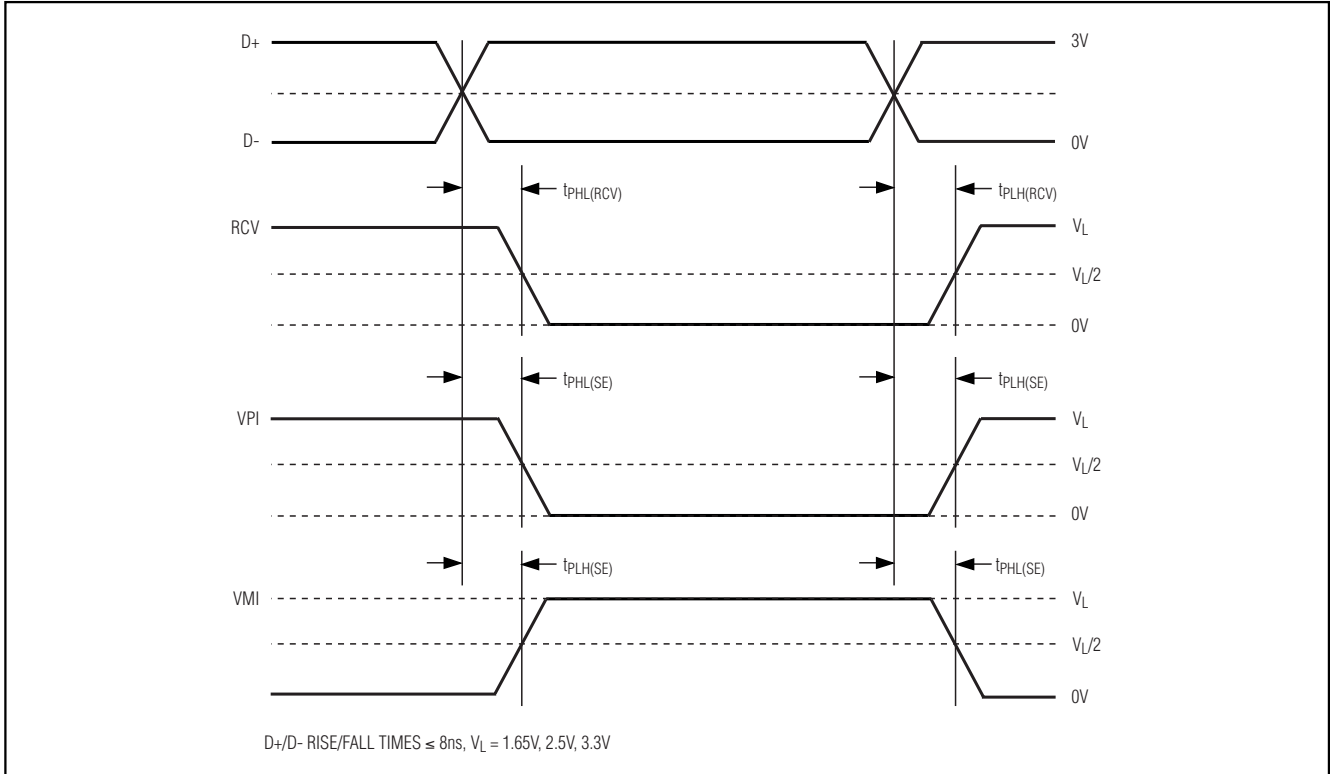 D+ 3V
D- 0V
tPHL(RCV) tPLH(RCV)
RCV VL
VL/2
0V
tPHL(SE) tPLH(SE)
VPI VL
VL/2
0V
tPLH(SE) tPHL(SE)
VMI VL
VL/2
0V
D+/D- RISE/FALL TIMES ≤ 8ns, VL = 1.65V, 2.5V, 3.3V